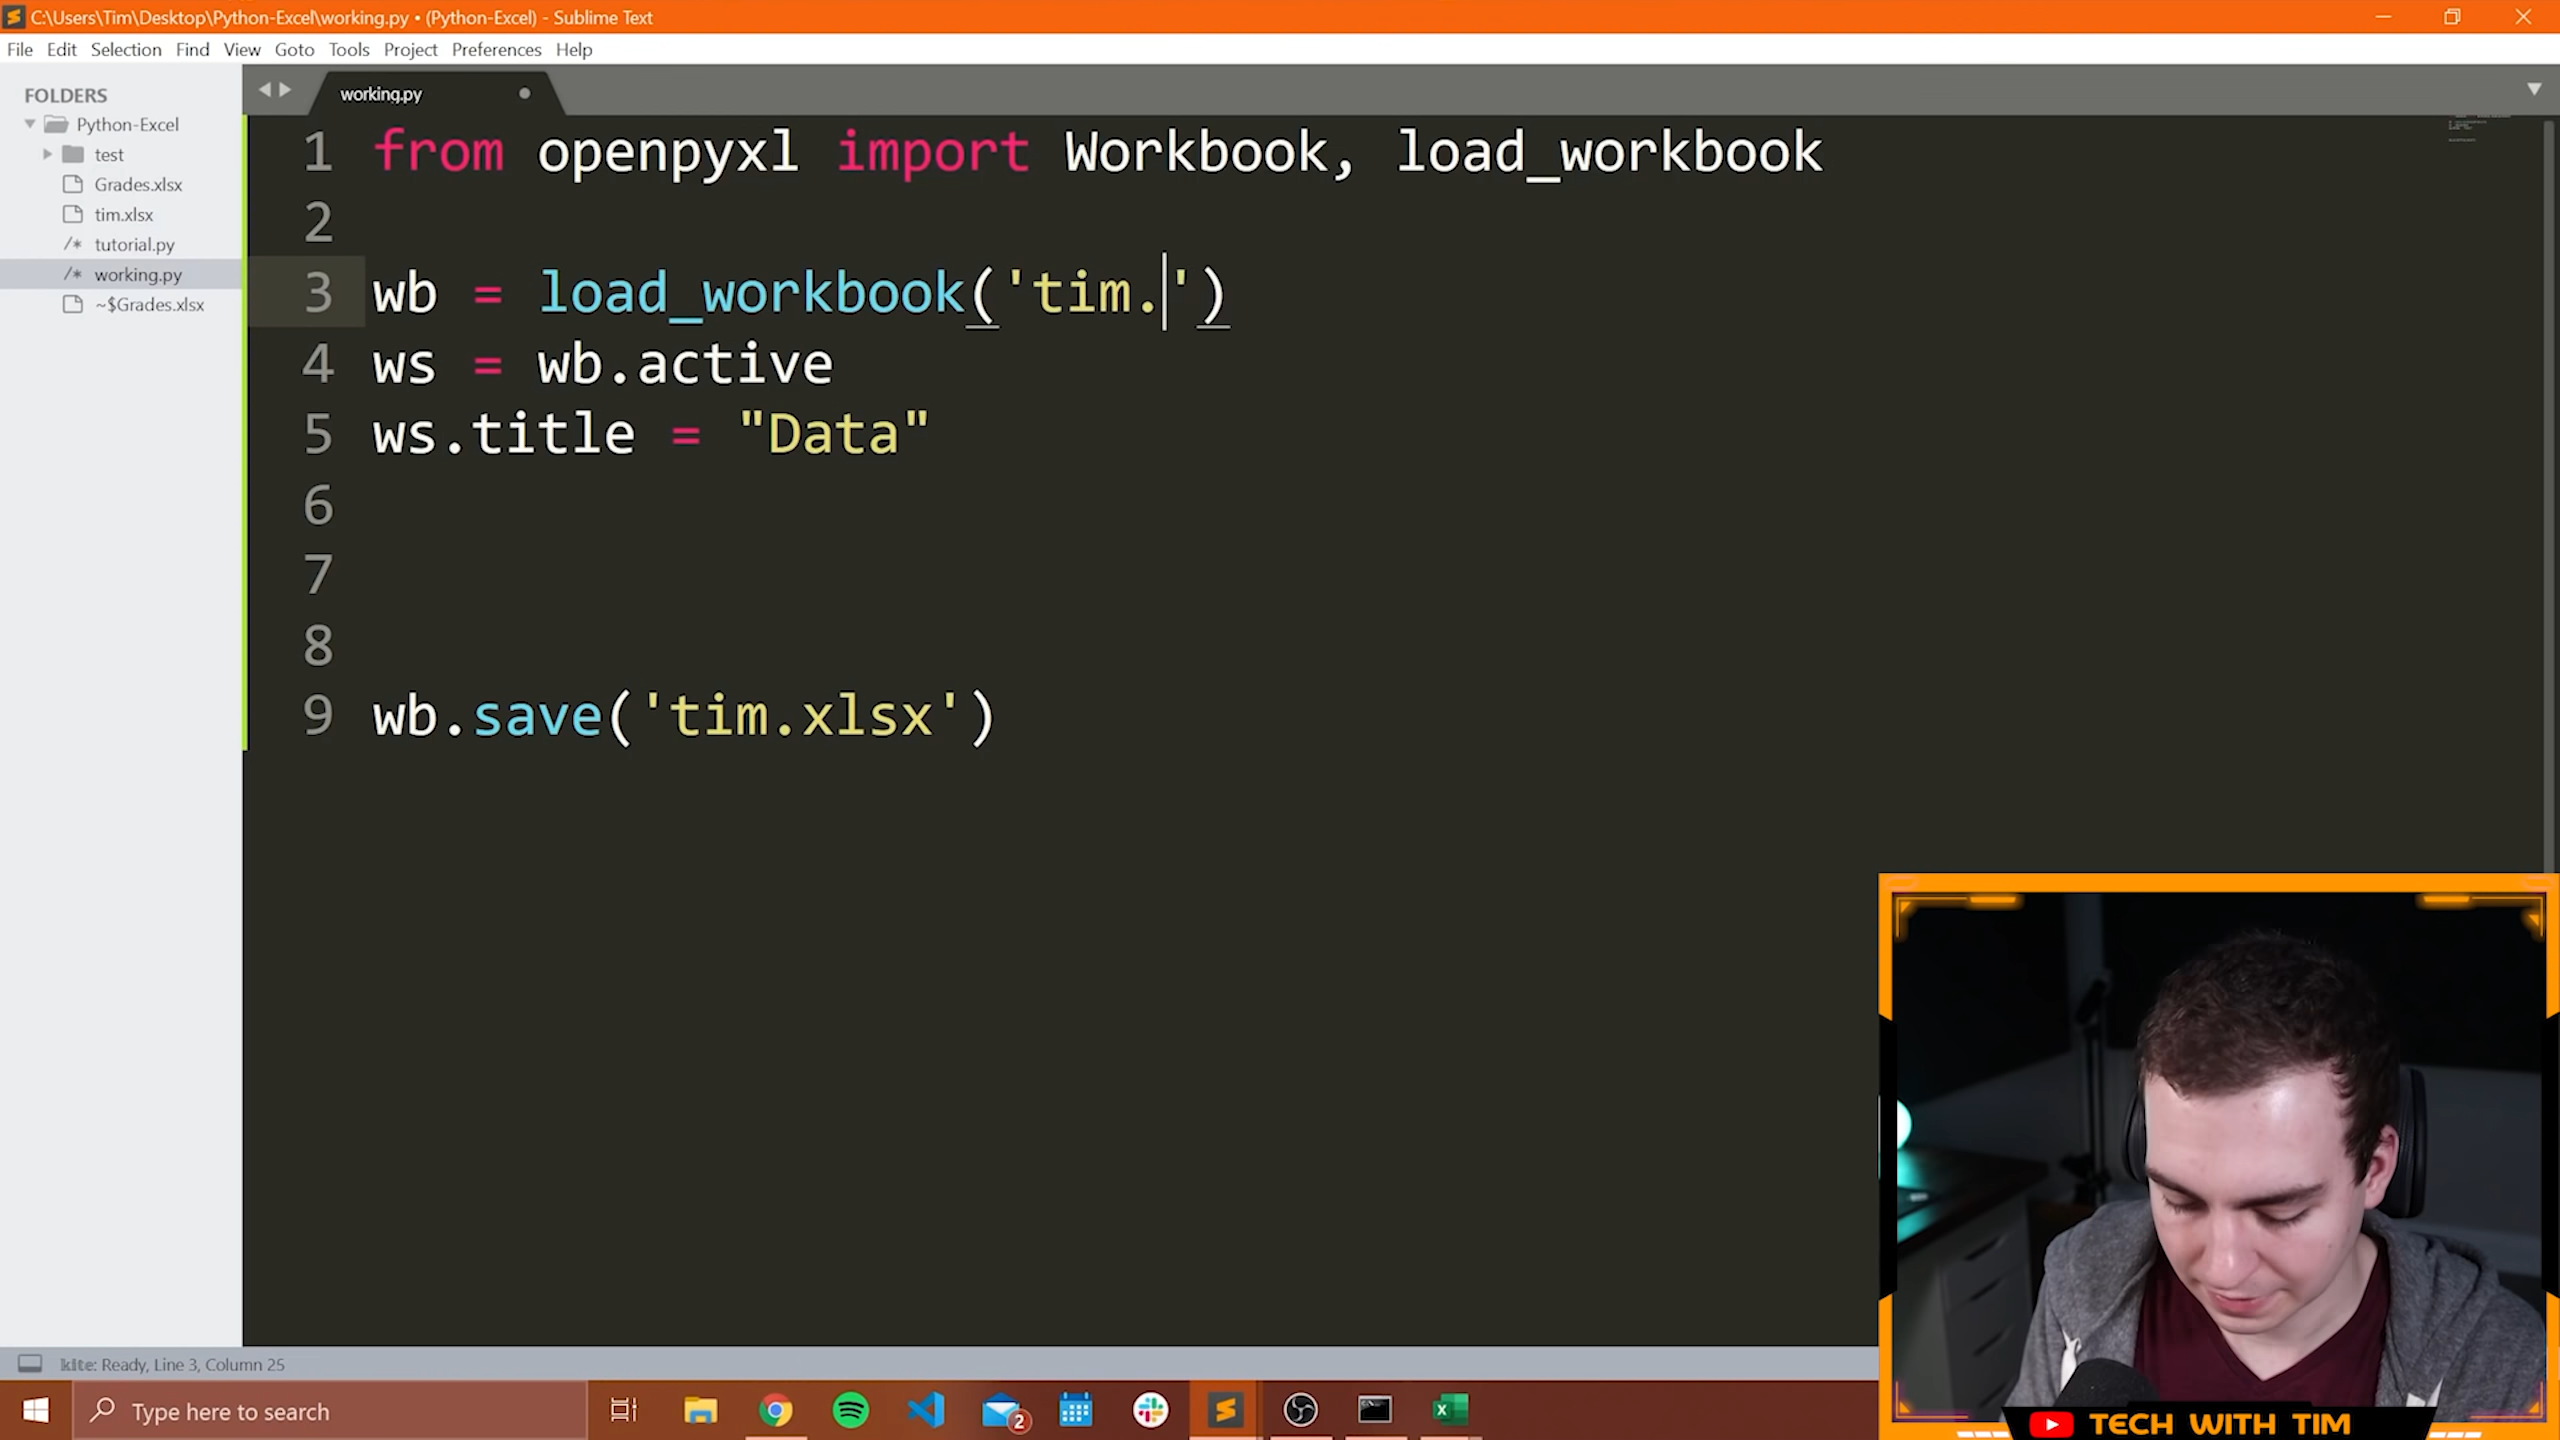 C:\Users\Tim\Desktop\Python-Excel\working.py • (Python-Excel) - Sublime Text
File Edit Selection Find View Goto Tools Project Preferences Help
FOLDERS
Python-Excel
test
Grades.xlsx
tim.xlsx
/* tutorial.py
/* working.py
~$Grades.xlsx
working.py
1 from openpyxl import Workbook, load_workbook
2
3 wb = load_workbook('tim.')
4 ws = wb.active
5 ws.title = "Data"
6
7
8
9 wb.save('tim.xlsx')
kite: Ready, Line 3, Column 25
Type here to search
2
TECH WITH TIM